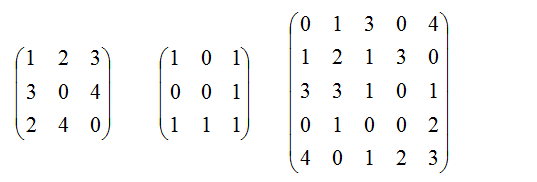 1 2 3
3 0 4
2 4 0
1 0 1
0 0 1
1 1 1
0 1 3 0 4
1 2 1 3 0
3 3 1 0 1
0 1 0 0 2
4 0 1 2 3